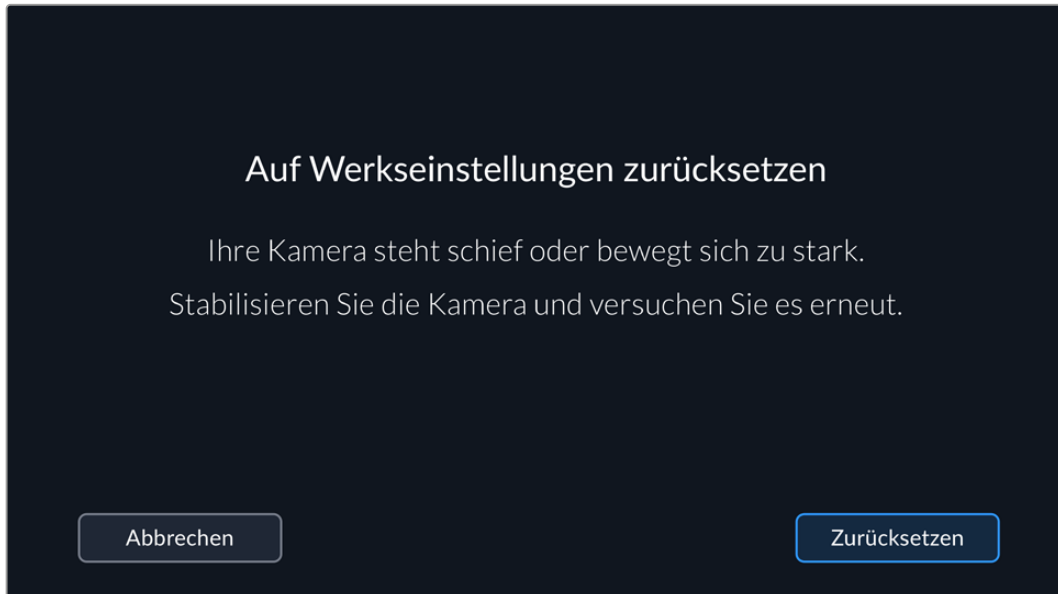 Auf Werkseinstellungen zurücksetzen
Ihre Kamera steht schief oder bewegt sich zu stark.
Stabilisieren Sie die Kamera und versuchen Sie es erneut.
Abbrechen
Zurücksetzen